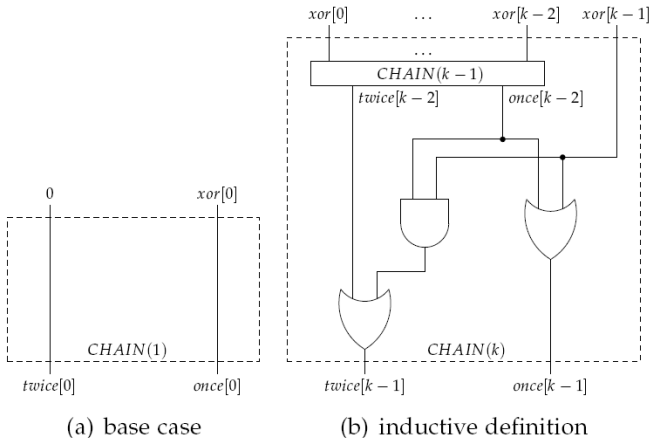 xor[0] ... xor[k − 2] xor[k − 1]
...
CHAIN(k − 1)
twice[k − 2] once[k − 2]
0 xor[0]
CHAIN(1) CHAIN(k)
twice[0] once[0] twice[k − 1] once[k − 1]
(a) base case (b) inductive definition